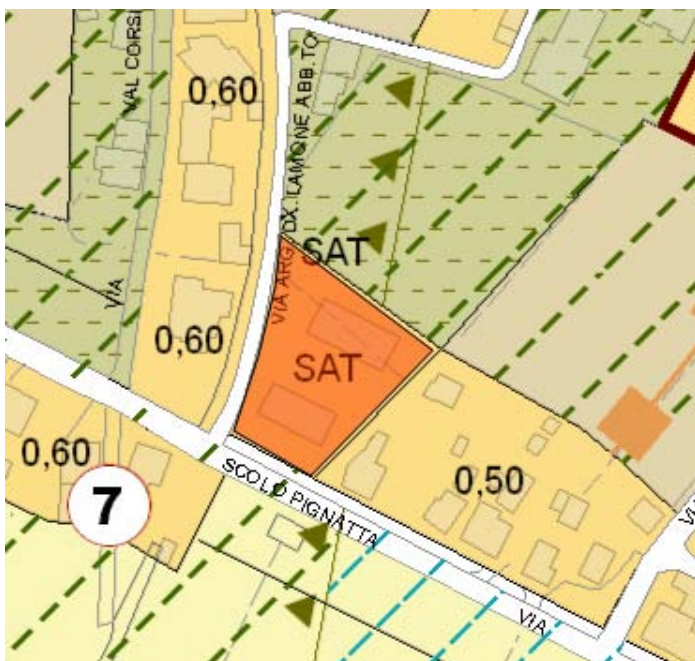 VAL CORSI
0,60
DX. LAMONE ABB.TO
SAT
VIA ARG
VIA
0,60
SAT
0,60
SCOLO PIGNATTA
0,50
7
VIA